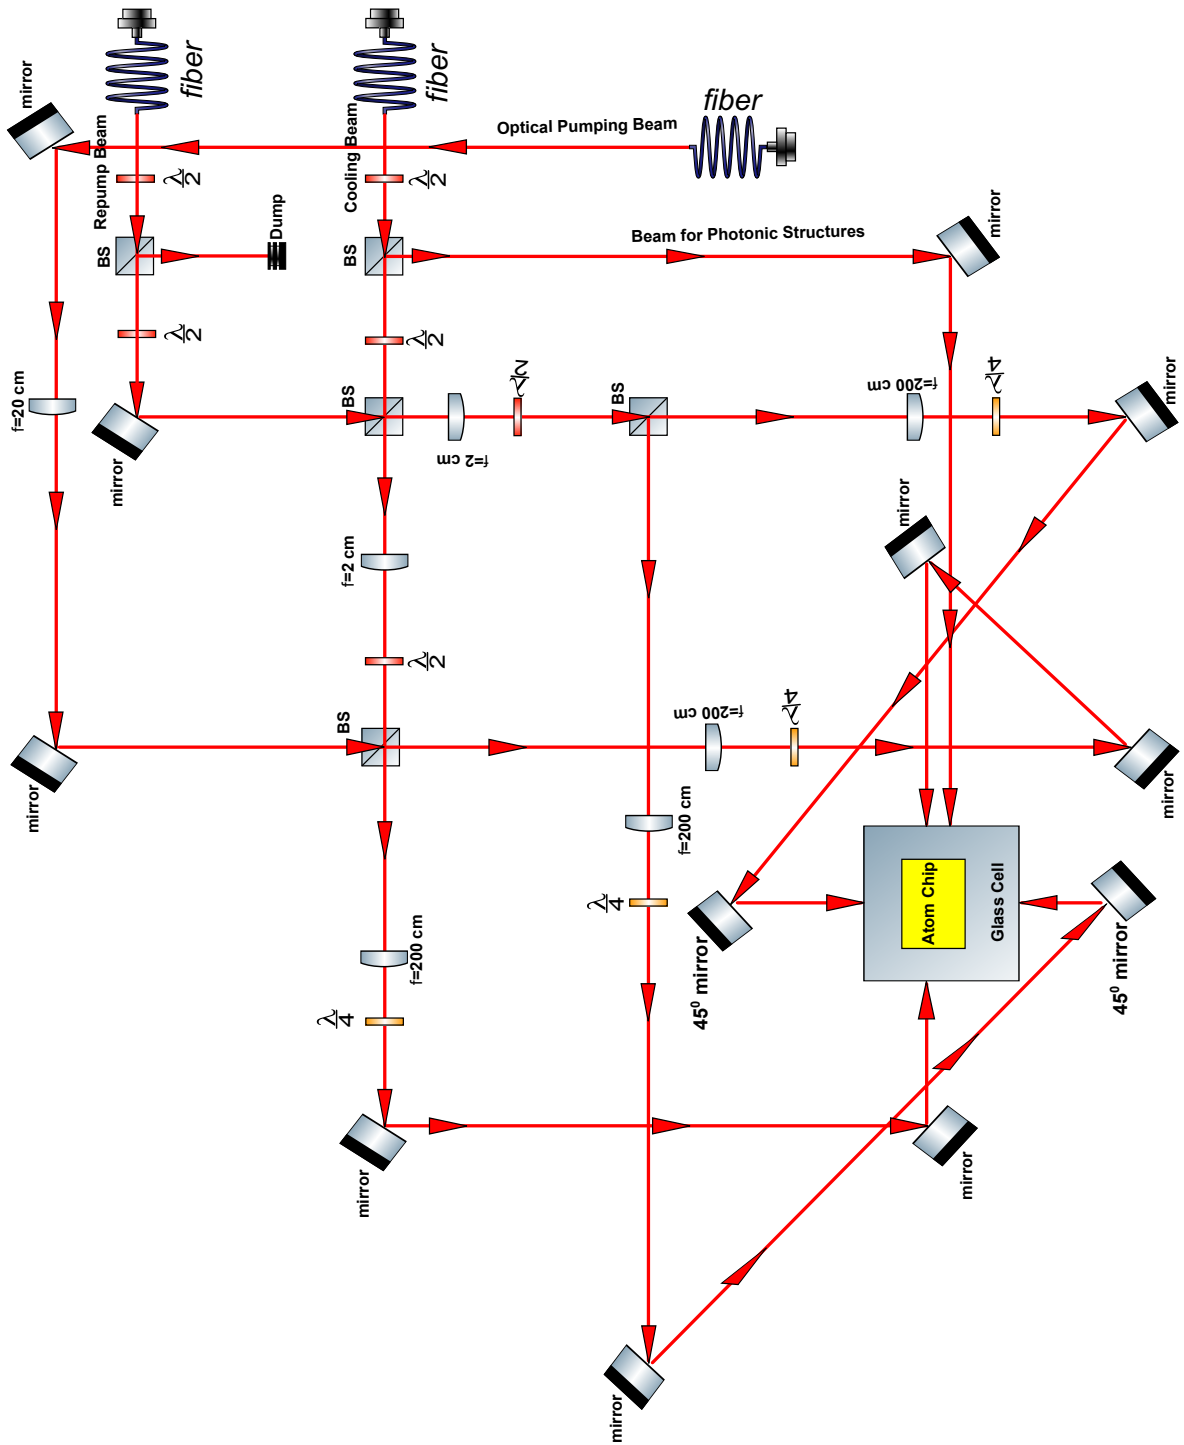 fiber
fiber
fiber
mirror
Repump Beam
Cooling Beam
Optical Pumping Beam
λ/2
λ/2
BS
Dump
BS
Beam for Photonic Structures
mirror
λ/2
λ/2
f=20 cm
mirror
BS
f=2 cm
λ/2
BS
f=200 cm
λ/4
mirror
f=2 cm
mirror
λ/2
mirror
BS
f=200 cm
λ/4
mirror
f=200 cm
λ/4
Atom Chip
Glass Cell
45⁰ mirror
45⁰ mirror
f=200 cm
λ/4
mirror
mirror
mirror